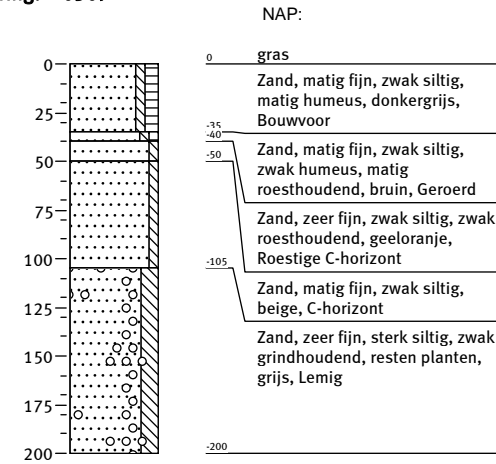 NAP:
0
25
50
75
100
125
150
175
200
0 gras
Zand, matig fijn, zwak siltig,
matig humeus, donkergrijs,
Bouwvoor
-35
-40
Zand, matig fijn, zwak siltig,
zwak humeus, matig
roesthoudend, bruin, Geroerd
-50
Zand, zeer fijn, zwak siltig, zwak
roesthoudend, geeloranje,
Roestige C-horizont
-105
Zand, matig fijn, zwak siltig,
beige, C-horizont
Zand, zeer fijn, sterk siltig, zwak
grindhoudend, resten planten,
grijs, Lemig
-200